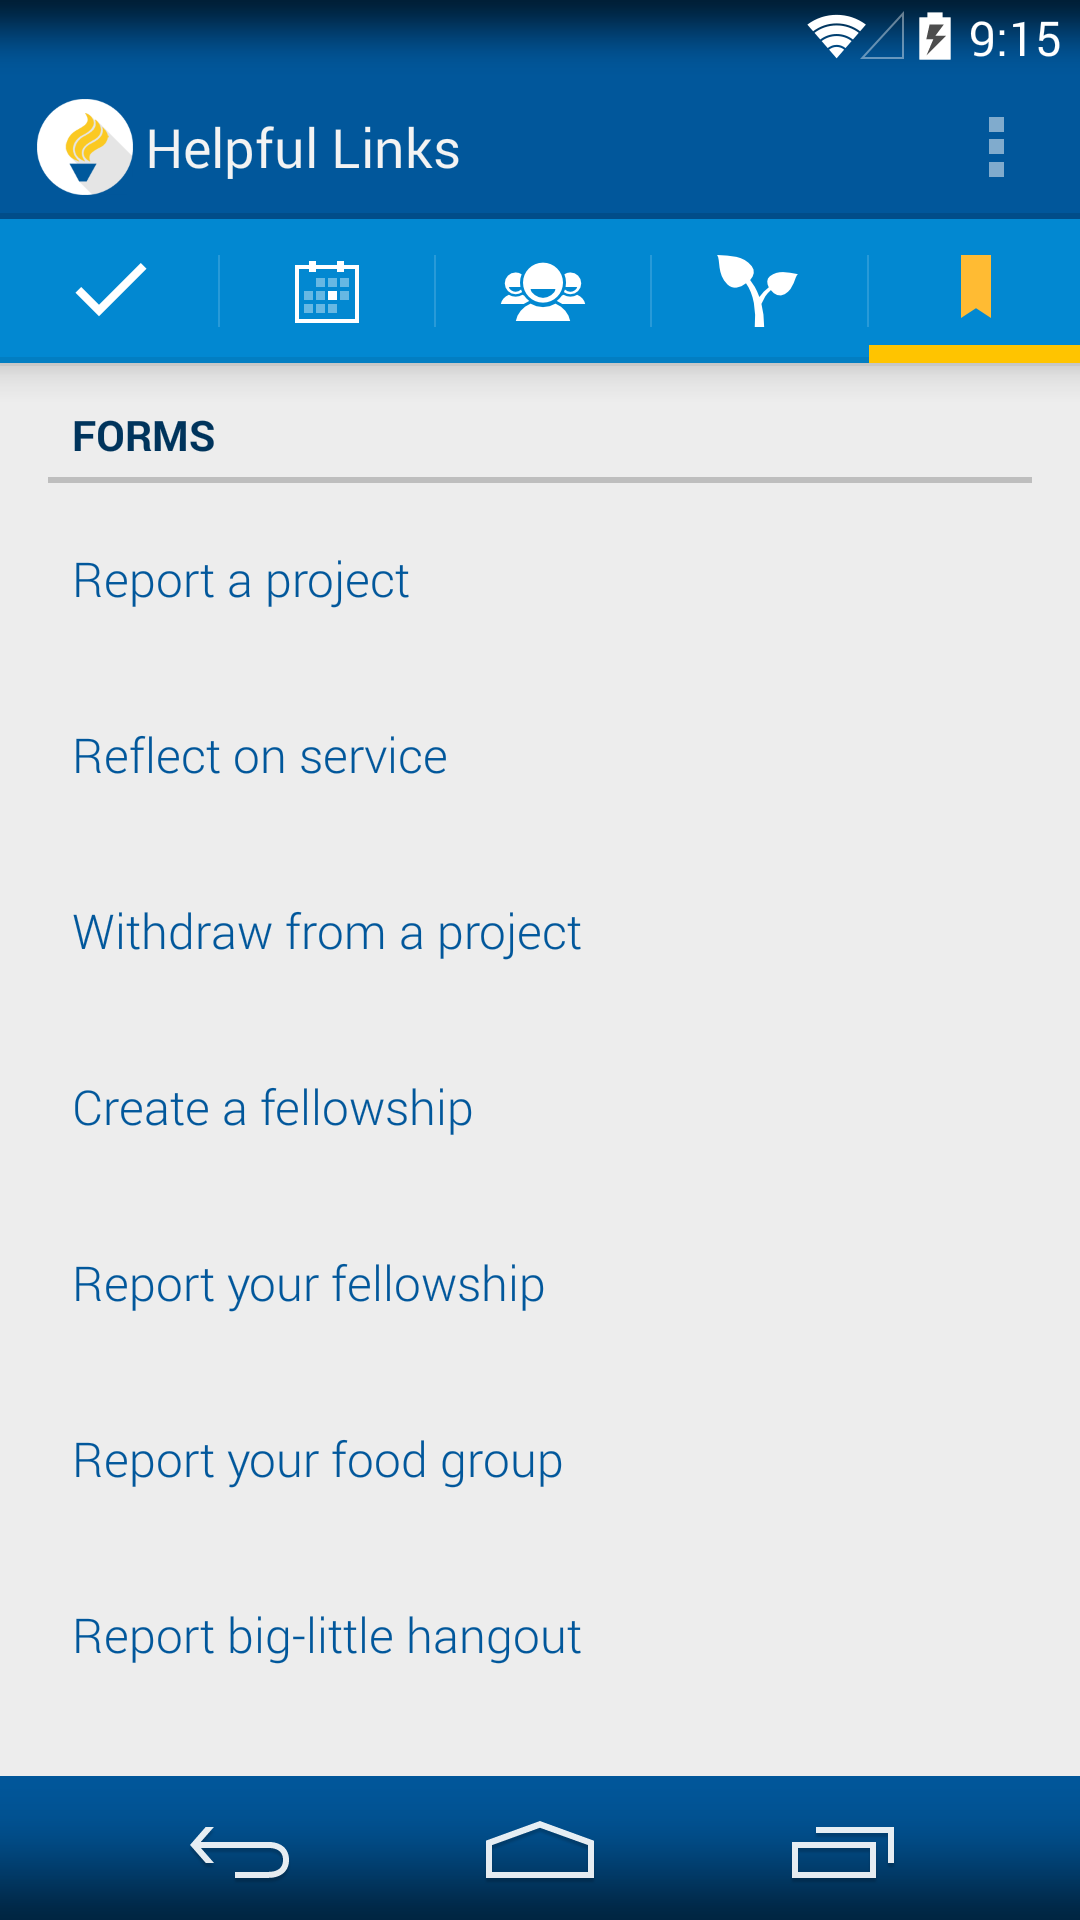 9:15
Helpful Links
FORMS
Report a project
Reflect on service
Withdraw from a project
Create a fellowship
Report your fellowship
Report your food group
Report big-little hangout